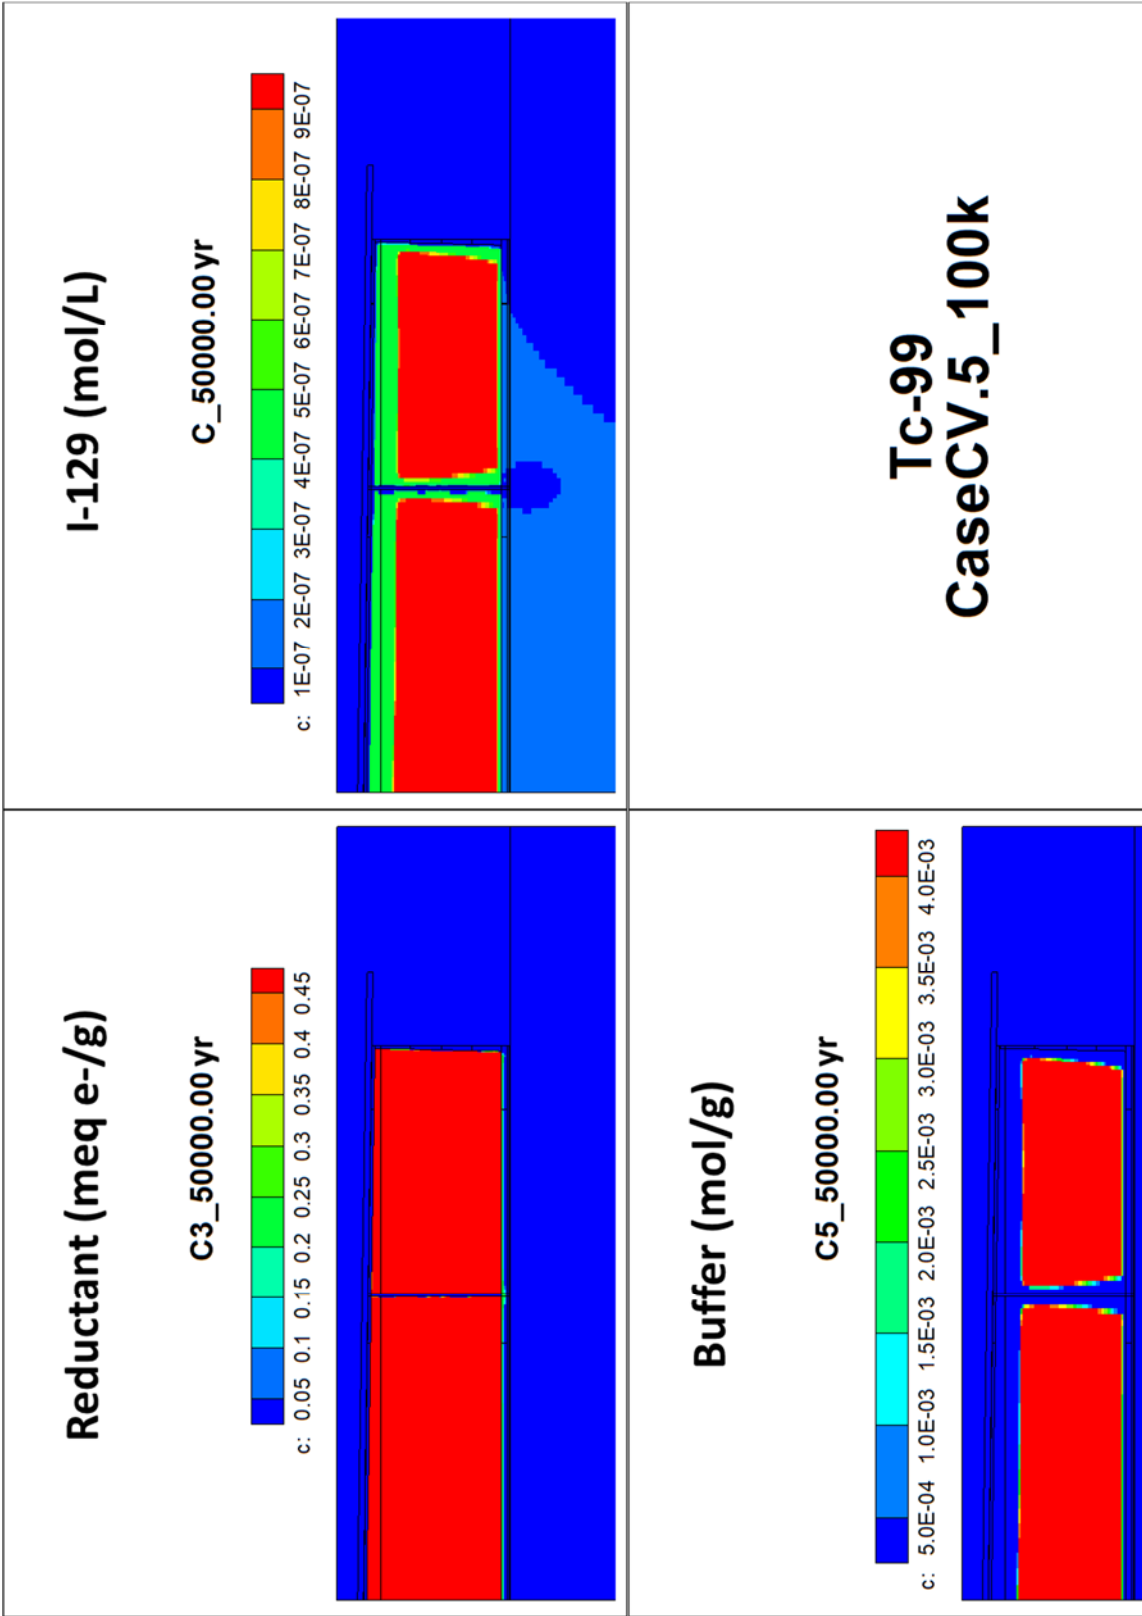 Reductant (meq e-/g)
C3_50000.00 yr
c: 0.05 0.1 0.15 0.2 0.25 0.3 0.35 0.4 0.45
Buffer (mol/g)
C5_50000.00 yr
c: 5.0E-04 1.0E-03 1.5E-03 2.0E-03 2.5E-03 3.0E-03 3.5E-03 4.0E-03
I-129 (mol/L)
C_50000.00 yr
c: 1E-07 2E-07 3E-07 4E-07 5E-07 6E-07 7E-07 8E-07 9E-07
Tc-99
CaseCV.5_100k